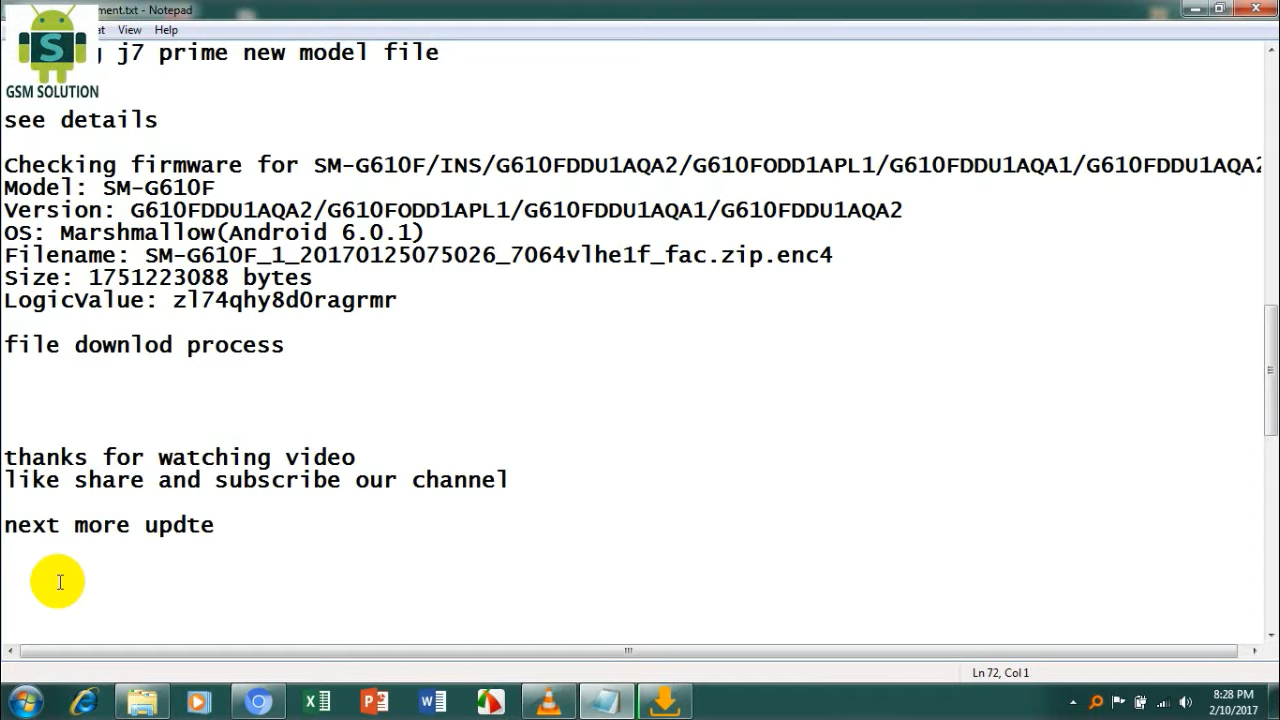 ment.txt - Notepad
at View Help
j7 prime new model file
S
GSM SOLUTION
see details
Checking firmware for SM-G610F/INS/G610FDDU1AQA2/G610FODD1APL1/G610FDDU1AQA1/G610FDDU1AQA2
Model: SM-G610F
Version: G610FDDU1AQA2/G610FODD1APL1/G610FDDU1AQA1/G610FDDU1AQA2
OS: Marshmallow(Android 6.0.1)
Filename: SM-G610F_1_20170125075026_7064vlhe1f_fac.zip.enc4
Size: 1751223088 bytes
LogicValue: zl74qhy8d0ragrmr
file downlod process
thanks for watching video
like share and subscribe our channel
next more updte
Ln 72, Col 1
8:28 PM
2/10/2017